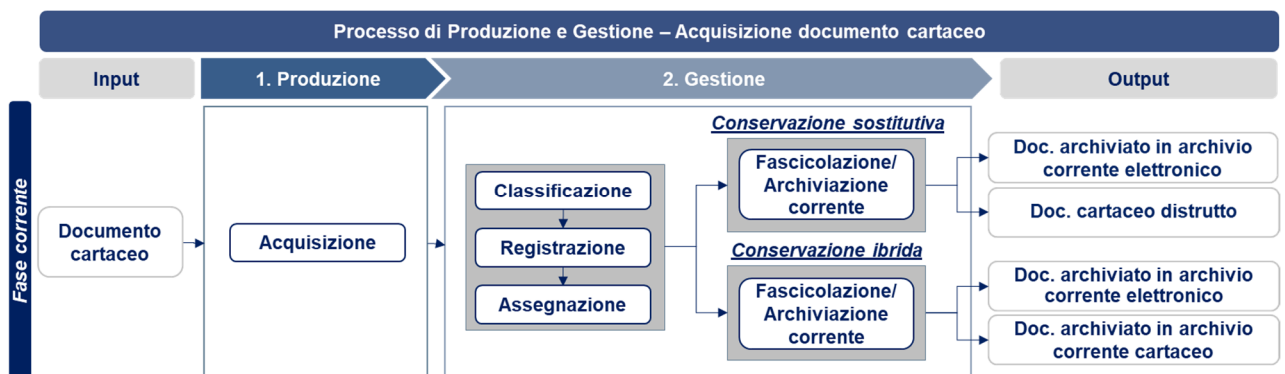 Processo di Produzione e Gestione – Acquisizione documento cartaceo
Input
1. Produzione
2. Gestione
Output
Fase corrente
Documento
cartaceo
Acquisizione
Classificazione
Registrazione
Assegnazione
Conservazione sostitutiva
Fascicolazione/
Archiviazione
corrente
Conservazione ibrida
Fascicolazione/
Archiviazione
corrente
Doc. archiviato in archivio
corrente elettronico
Doc. cartaceo distrutto
Doc. archiviato in archivio
corrente elettronico
Doc. archiviato in archivio
corrente cartaceo